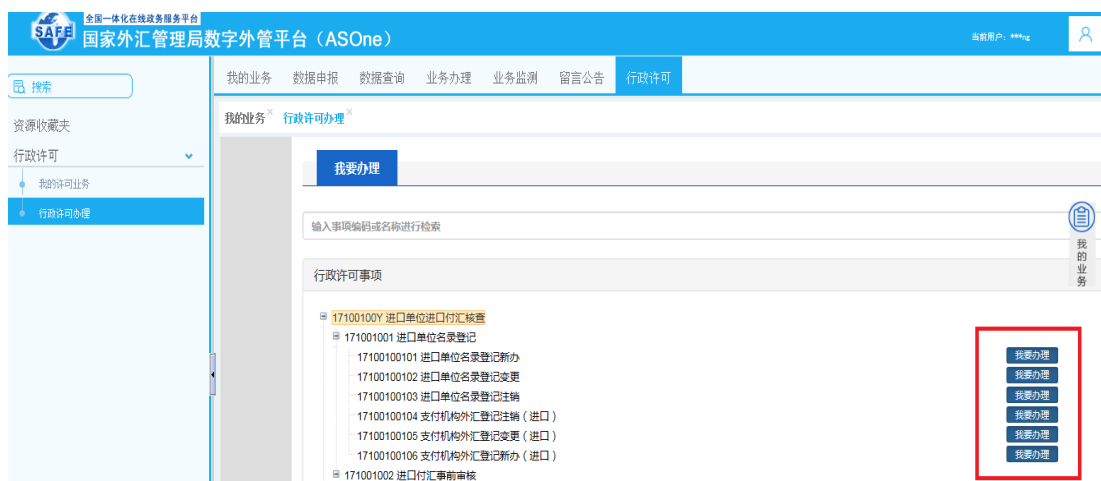 全国一体化在线政务服务平台
SAFE
国家外汇管理局数字外管平台（ASOne）
当前用户：***ng
搜索
资源收藏夹
行政许可
我的许可业务
行政许可办理
我的业务 数据申报 数据查询 业务办理 业务监测 留言公告 行政许可
我的业务 行政许可办理
我要办理
输入事项编码或名称进行检索
行政许可事项
17100100Y 进口单位进口付汇核查
171001001 进口单位名录登记
17100100101 进口单位名录登记新办 我要办理
17100100102 进口单位名录登记变更 我要办理
17100100103 进口单位名录登记注销 我要办理
17100100104 支付机构外汇登记注销（进口） 我要办理
17100100105 支付机构外汇登记变更（进口） 我要办理
17100100106 支付机构外汇登记新办（进口） 我要办理
171001002 进口付汇事前审核
我的业务